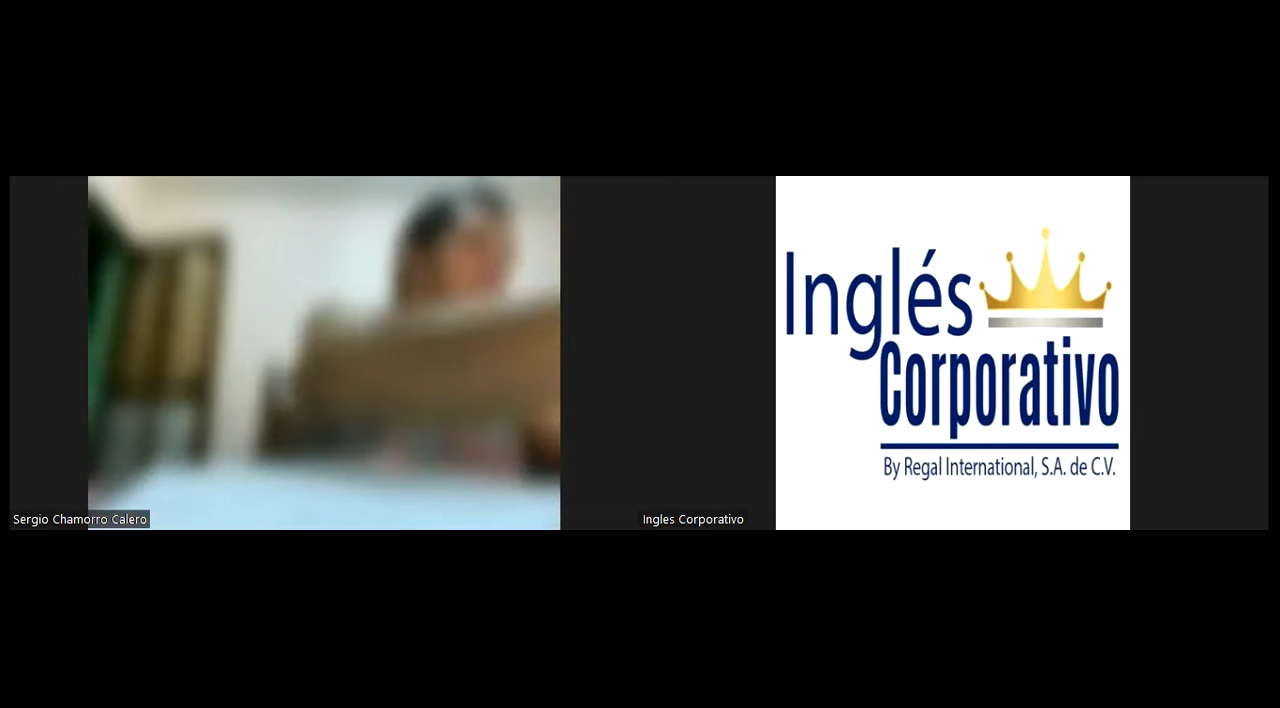 Inglés
Corporativo
By Regal International, S.A. de C.V.
Sergio Chamorro Calero
Ingles Corporativo